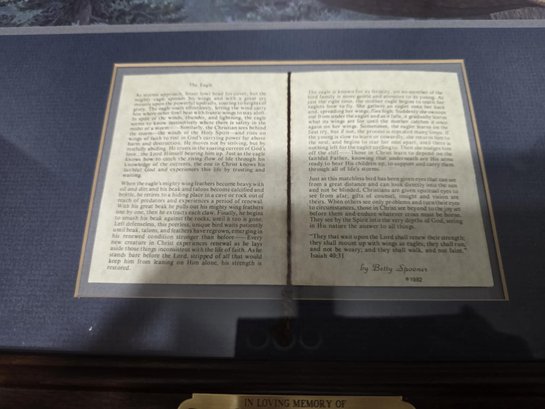 The Eagle
As storms approach, lesser fowl head for cover, but the
mighty eagle spreads his wings and with a great cry
mounts upon the powerful updrafts, soaring to heights of
glory. The eagle soars effortlessly, letting the wind carry
him where other fowl beat with frantic wings
In spite of the winds, thunder, and lightning, the eagle
seems to know instinctively where there is safety in the
midst of a storm— Similarly, the Christian sees behind
the storm—the winds of the Holy Spirit—and rises on
wings of faith to find in God's uplifting power
harm and destruction. He moves not by striving, but by
restfully abiding. He trusts in the soaring current of God's
love , the Lord Himself bearing him up. Just as the eagle
knows how to catch the rising flow of life through his
knowledge of the currents, the one in Christ knows his
faithful God and experiences this life by trusting and
waiting.
When the eagle's mighty wing feathers become heavy with
oil and dirt and his beak and talons become calcified and
brittle, he retires to a hiding place in the cleft of a rock, out of
reach of predators and experiences a period of renewal.
With his great beak he pulls out his mighty wing feathers
one by one, then he extracts each claw. Finally, he begins
to smash his beak against the rocks, until it too is gone.
Left defenseless, this peerless, unique bird waits patiently
until beak, talons, and feathers have regrown, emerging in
his renewed condition stronger than before— Every
new creature in Christ experiences renewal as he lays
aside those things inconsistent with the life of faith. As he
stands bare before the Lord, stripped of all that would
keep him from leaning on Him alone, his strength is
restored.
The eagle is known for its ferocity, yet no member of the
bird family is more gentle and attentive to its young. At
just the right time, the mother eagle begins to teach her
eaglets how to fly. She gathers an eaglet onto her back
and, spreading her wings, flies high. Suddenly she swoops
out from under the eaglet and as it falls, it gradually learns
what its wings are for until the mother catches it once
again on her wings. Sometimes, the eaglet learns on the
first try, but if not, the process is repeated many times. If
the young is slow to learn or cowardly, she returns him to
the nest, and begins to tear her nest apart, until there is
nothing left for the eaglet to cling to. Then she nudges him
off the cliff— Those in Christ learn to depend on the
faithful Father, knowing that underneath are His arms
ready to bear His children up, to support and carry them
through all of life's storms.
Just as this matchless bird has been given eyes that can see
from a great distance and can look directly into the sun
and not be blinded, Christians are given spiritual eyes to
see from afar; gifts of counsel, insight and vision are
theirs. When others see only problems and turn their eyes
to circumstances, those in Christ see beyond to the joy set
before them and endure whatever cross must be borne.
They see by the Spirit into the very depths of God, seeing
in His nature the answer to all things.
"They that wait upon the Lord shall renew their strength;
they shall mount up with wings as eagles, they shall run,
and not be weary; and they shall walk, and not faint."
Isaiah 40:31
by Betty Spooner
©1982
IN LOVING MEMORY OF